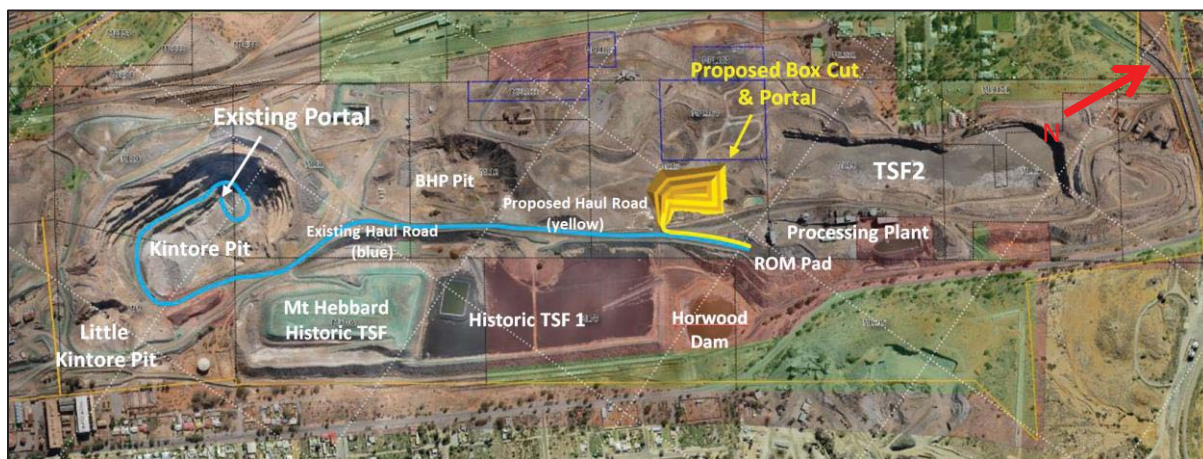 Proposed Box Cut
& Portal
N
Existing Portal
BHP Pit
TSF2
Proposed Haul Road
(yellow)
Kintore Pit
Existing Haul Road
(blue)
Processing Plant
ROM Pad
Mt Hebbard
Historic TSF
Historic TSF 1
Horwood
Dam
Little
Kintore Pit